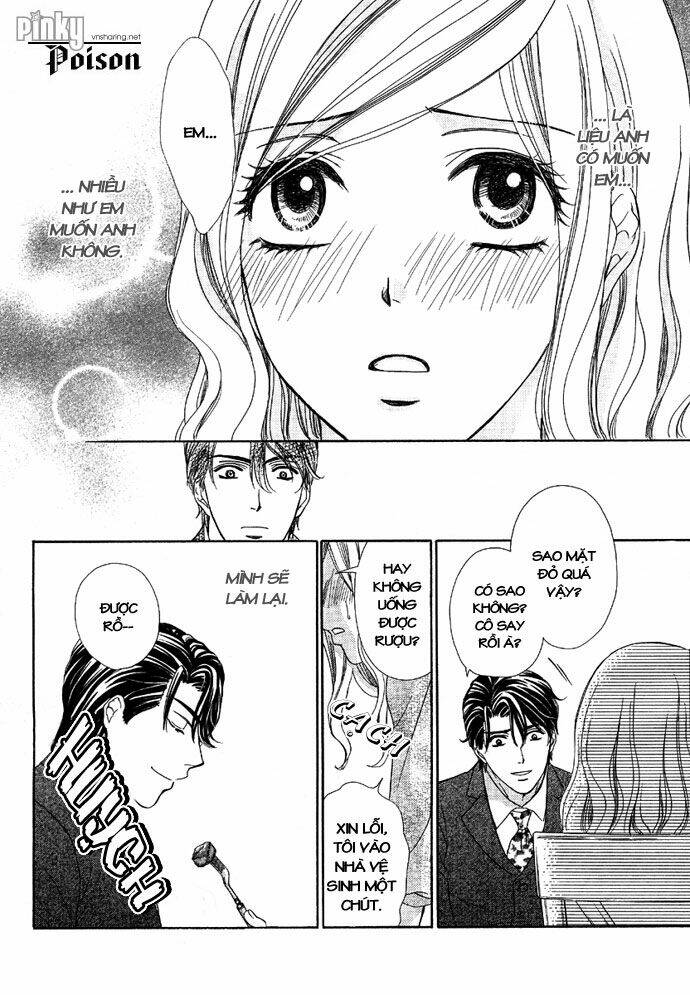 pinky
vnsharing.net
Poison
... LÀ
LIỆU ANH
CÓ MUỐN
EM...
EM...
... NHIỀU
NHƯ EM
MUỐN ANH
KHÔNG.
SAO MẶT
ĐỎ QUÁ
VẬY?
CÓ SAO
KHÔNG?
CÔ SAY
RỒI À?
HAY
KHÔNG
UỐNG
ĐƯỢC
RƯỢU?
CẠCH
XIN LỖI,
TÔI VÀO
NHÀ VỆ
SINH MỘT
CHÚT.
MÌNH SẼ
LÀM LẠI.
ĐƯỢC
RỒ--
HUỊCH